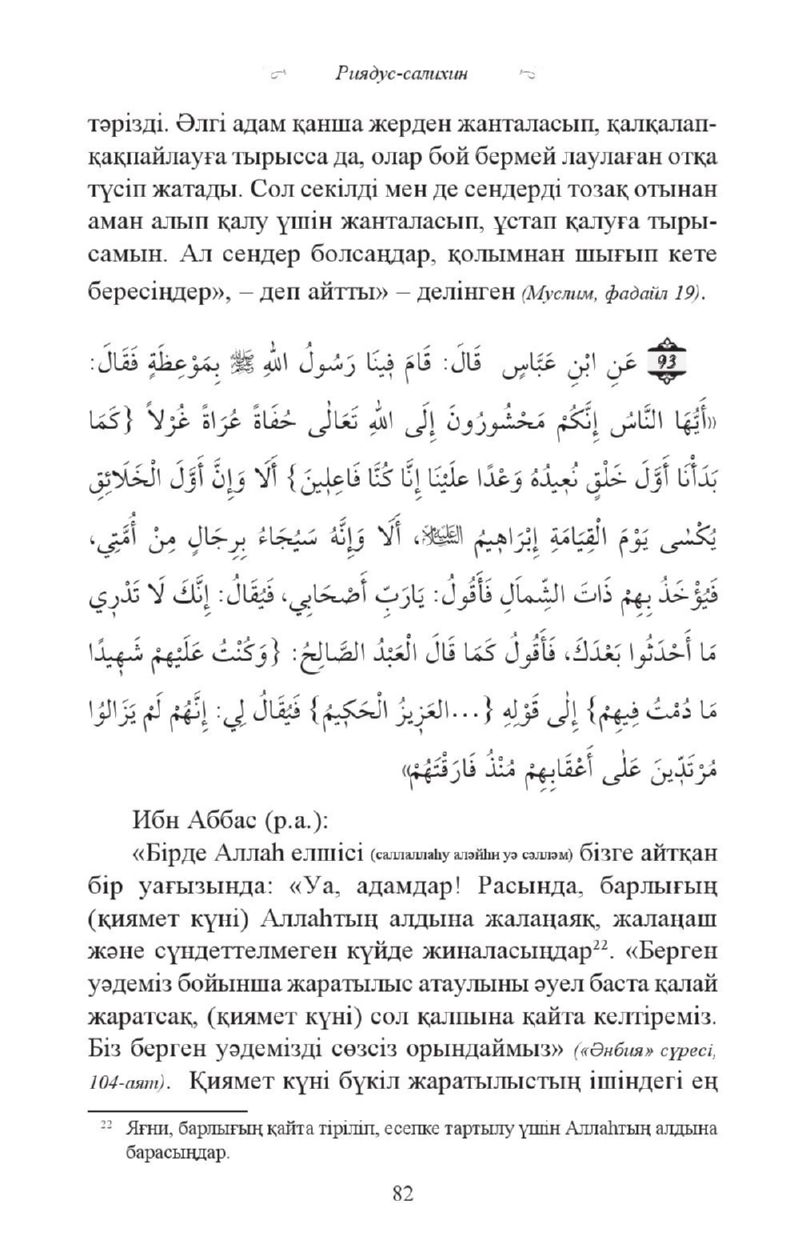 Риядус-салихин
тәрізді. Әлгі адам қанша жерден жанталасып, қалқалап-
қақпайлауға тырысса да, олар бой бермей лаулаған отқа
түсіп жатады. Сол секілді мен де сендерді тозақ отынан
аман алып қалу үшін жанталасып, ұстап қалуға тыры-
самын. Ал сендер болсаңдар, қолымнан шығып кете
бересіңдер», – деп айтты» – делінген (Муслим, фадаил 19).
93 عَنِ ابْنِ عَبَّاسٍ قَالَ: قَامَ فِينَا رَسُولُ اللهِ ﷺ بِمَوْعِظَةٍ فَقَالَ:
«أَيُّهَا النَّاسُ إِنَّكُمْ مَحْشُورُونَ إِلَى اللهِ تَعَالٰى حُفَاةً عُرَاةً غُرْلاً {كَمَا
بَدَأْنَا أَوَّلَ خَلْقٍ نُعِيدُهُ وَعْدًا عَلَيْنَا إِنَّا كُنَّا فَاعِلِينَ} أَلَا وَإِنَّ أَوَّلَ الْخَلَائِقِ
يُكْسٰى يَوْمَ الْقِيَامَةِ إِبْرَاهِيمُ الْعَلَيْهِ السَّلَامُ، أَلَا وَإِنَّهُ سَيُجَاءُ بِرِجَالٍ مِنْ أُمَّتِي،
فَيُؤْخَذُ بِهِمْ ذَاتَ الشِّمَالِ فَأَقُولُ: يَارَبِّ أَصْحَابِي، فَيُقَالُ: إِنَّكَ لَا تَدْرِي
مَا أَحْدَثُوا بَعْدَكَ، فَأَقُولُ كَمَا قَالَ الْعَبْدُ الصَّالِحُ: {وَكُنْتُ عَلَيْهِمْ شَهِيدًا
مَا دُمْتُ فِيهِمْ} إِلٰى قَوْلِهِ {...العَزِيزُ الْحَكِيمُ} فَيُقَالُ لِي: إِنَّهُمْ لَمْ يَزَالُوُا
مُرْتَدِّينَ عَلٰى أَعْقَابِهِمْ مُنْذُ فَارَقْتَهُمْ»
Ибн Аббас (р.а.):
«Бірде Аллаһ елшісі (саллаллаһу аләйһи уә сәлләм) бізге айтқан
бір уағызында: «Уа, адамдар! Расында, барлығың
(қиямет күні) Аллаһтың алдына жалаңаяқ, жалаңаш
және сүндеттелмеген күйде жиналасыңдар²². «Берген
уәдеміз бойынша жаратылыс атаулыны әуел баста қалай
жаратсақ, (қиямет күні) сол қалпына қайта келтіреміз.
Біз берген уәдемізді сөзсіз орындаймыз» («Әнбия» сүресі,
104-аят). Қиямет күні бүкіл жаратылыстың ішіндегі ең
²² Яғни, барлығың қайта тіріліп, есепке тартылу үшін Аллаһтың алдына
барасыңдар.
82